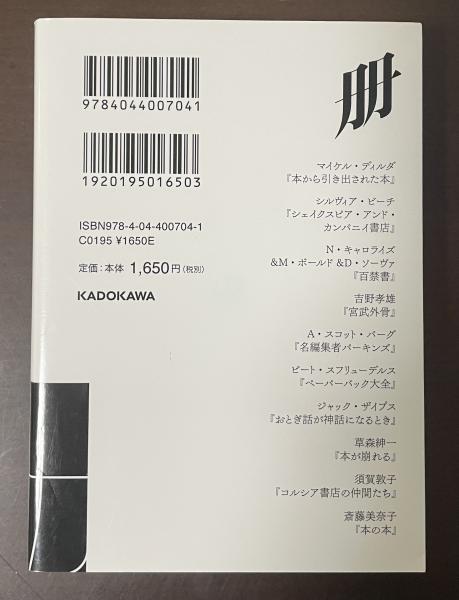 9784044007041
1920195016503
ISBN978-4-04-400704-1
C0195 ¥1650E
定価：本体 1,650円（税別）
KADOKAWA
冊
マイケル・ディルダ
『本から引き出された本』
シルヴィア・ビーチ
『シェイクスピア・アンド・
カンパニイ書店』
N・キャロライズ
&M・ボールド &D・ソーヴァ
『百禁書』
吉野孝雄
『宮武外骨』
A・スコット・バーグ
『名編集者パーキンズ』
ピート・スフリューデルス
『ペーパーバック大全』
ジャック・ザイプス
『おとぎ話が神話になるとき』
草森紳一
『本が崩れる』
須賀敦子
『コルシア書店の仲間たち』
斎藤美奈子
『本の本』